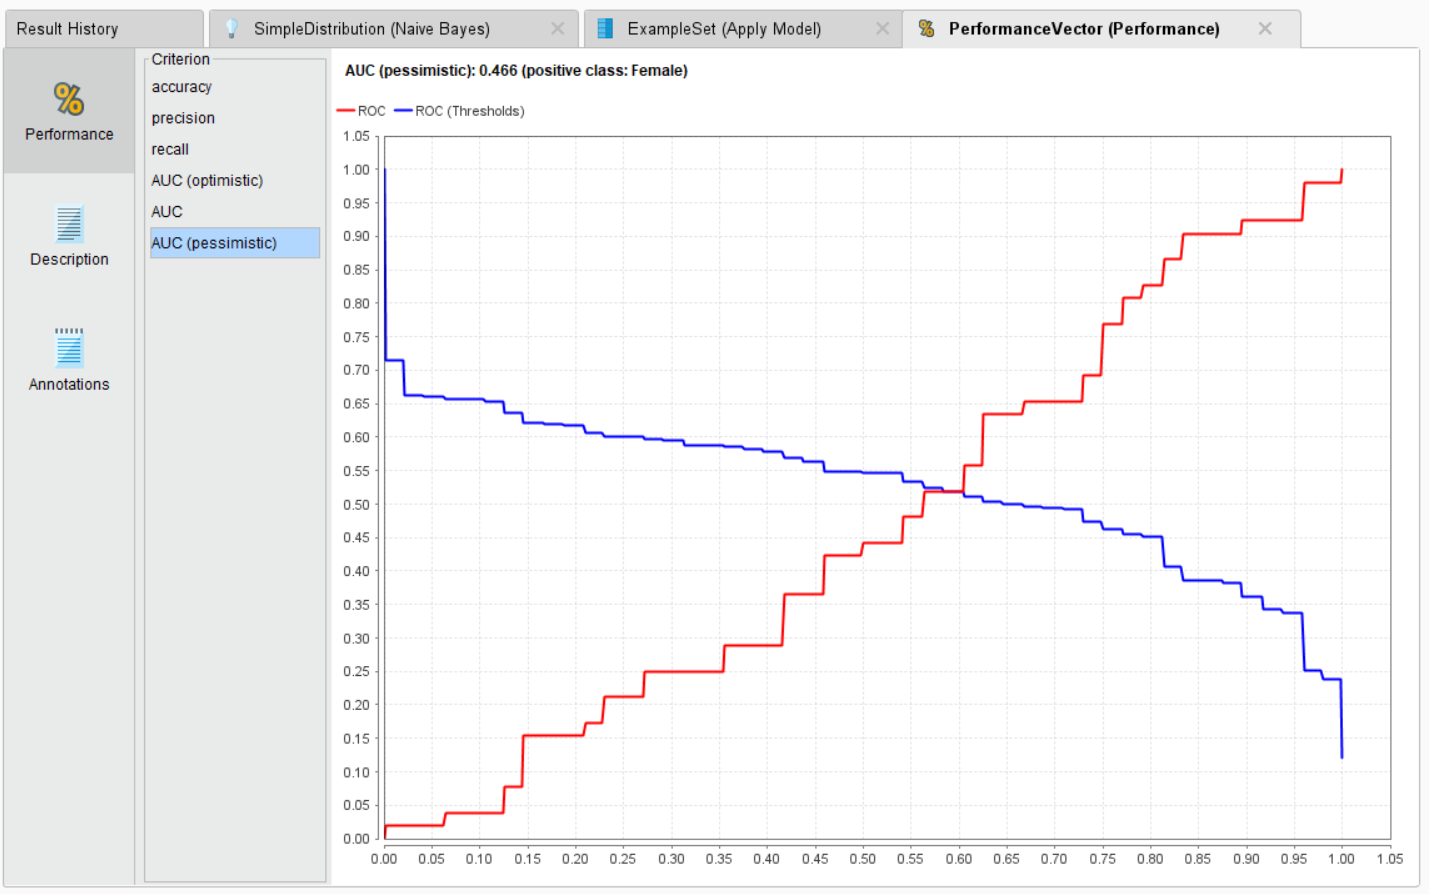 Result History
SimpleDistribution (Naive Bayes)
ExampleSet (Apply Model)
PerformanceVector (Performance)
Performance
Description
Annotations
Criterion
accuracy
precision
recall
AUC (optimistic)
AUC
AUC (pessimistic)
AUC (pessimistic): 0.466 (positive class: Female)
ROC ROC (Thresholds)
1.05
1.00
0.95
0.90
0.85
0.80
0.75
0.70
0.65
0.60
0.55
0.50
0.45
0.40
0.35
0.30
0.25
0.20
0.15
0.10
0.05
0.00
0.00 0.05 0.10 0.15 0.20 0.25 0.30 0.35 0.40 0.45 0.50 0.55 0.60 0.65 0.70 0.75 0.80 0.85 0.90 0.95 1.00 1.05